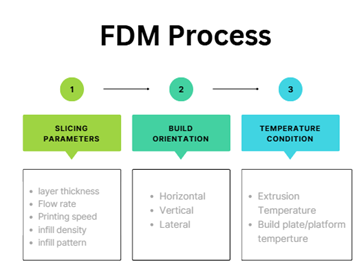 FDM Process
1
2
3
SLICING
PARAMETERS
BUILD
ORIENTATION
TEMPERATURE
CONDITION
• layer thickness
• Flow rate
• Printing speed
• infill density
• infill pattern
• Horizontal
• Vertical
• Lateral
• Extrusion
Temperature
• Build plate/platform
temperture